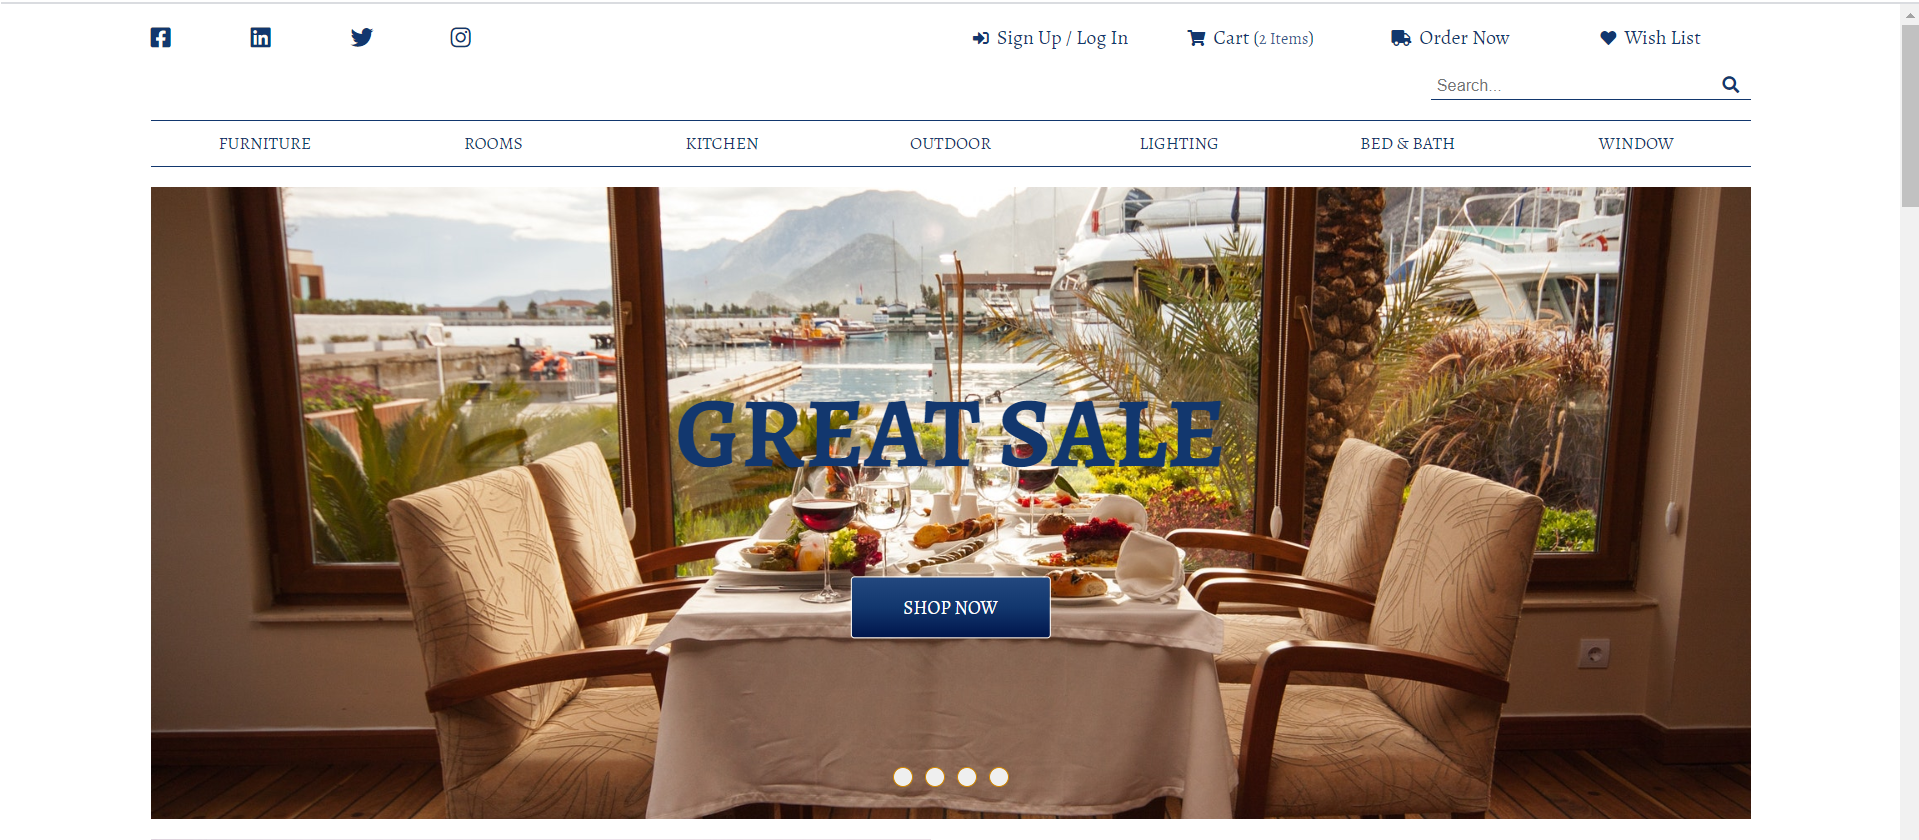 Sign Up / Log In
Cart (2 Items)
Order Now
Wish List
Search...
FURNITURE
ROOMS
KITCHEN
OUTDOOR
LIGHTING
BED & BATH
WINDOW
GREAT SALE
SHOP NOW